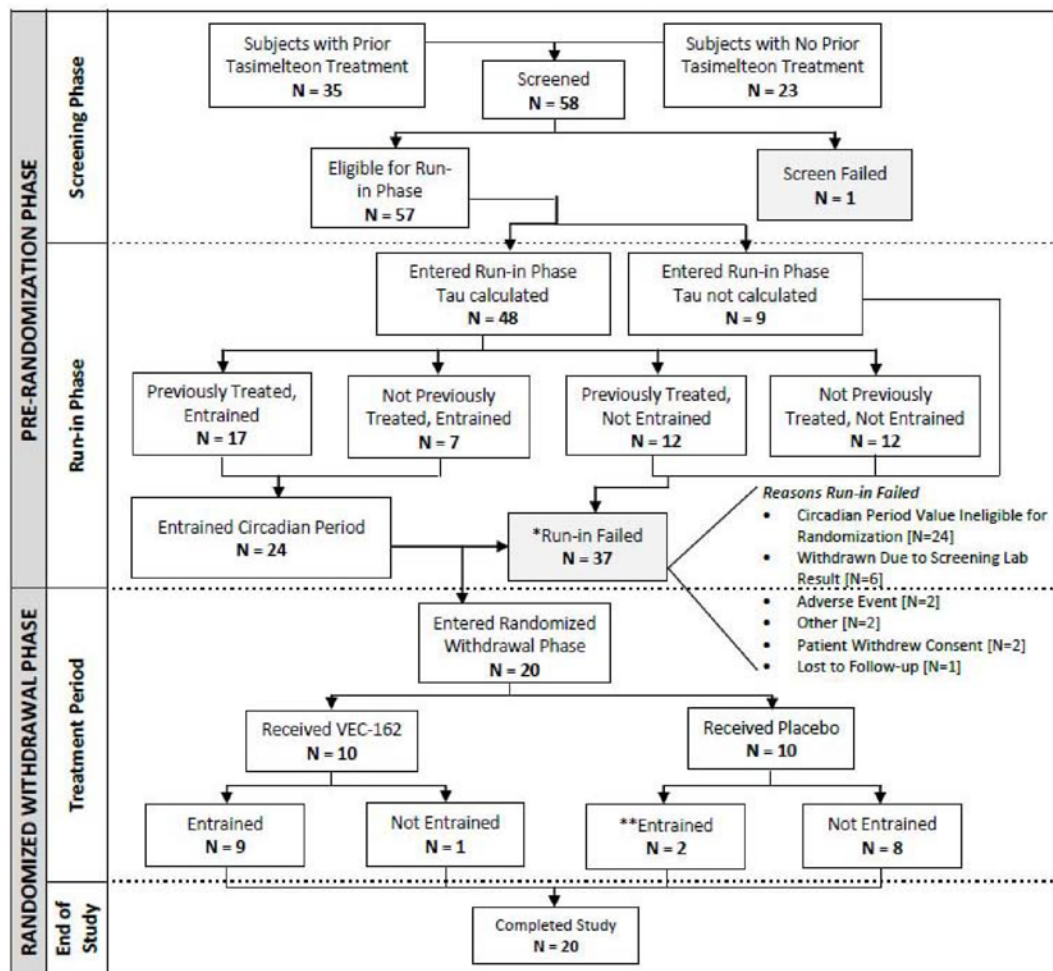 PRE-RANDOMIZATION PHASE
Screening Phase
Subjects with Prior
Tasimelteon Treatment
N = 35
Subjects with No Prior
Tasimelteon Treatment
N = 23
Screened
N = 58
Eligible for Run-
in Phase
N = 57
Screen Failed
N = 1
Run-in Phase
Entered Run-in Phase
Tau calculated
N = 48
Entered Run-in Phase
Tau not calculated
N = 9
Previously Treated,
Entrained
N = 17
Not Previously
Treated, Entrained
N = 7
Previously Treated,
Not Entrained
N = 12
Not Previously
Treated, Not Entrained
N = 12
Entrained Circadian Period
N = 24
*Run-in Failed
N = 37
Reasons Run-in Failed
• Circadian Period Value Ineligible for
Randomization [N=24]
• Withdrawn Due to Screening Lab
Result [N=6]
• Adverse Event [N=2]
• Other [N=2]
• Patient Withdrew Consent [N=2]
• Lost to Follow-up [N=1]
RANDOMIZED WITHDRAWAL PHASE
Treatment Period
Entered Randomized
Withdrawal Phase
N = 20
Received VEC-162
N = 10
Received Placebo
N = 10
Entrained
N = 9
Not Entrained
N = 1
**Entrained
N = 2
Not Entrained
N = 8
End of
Study
Completed Study
N = 20